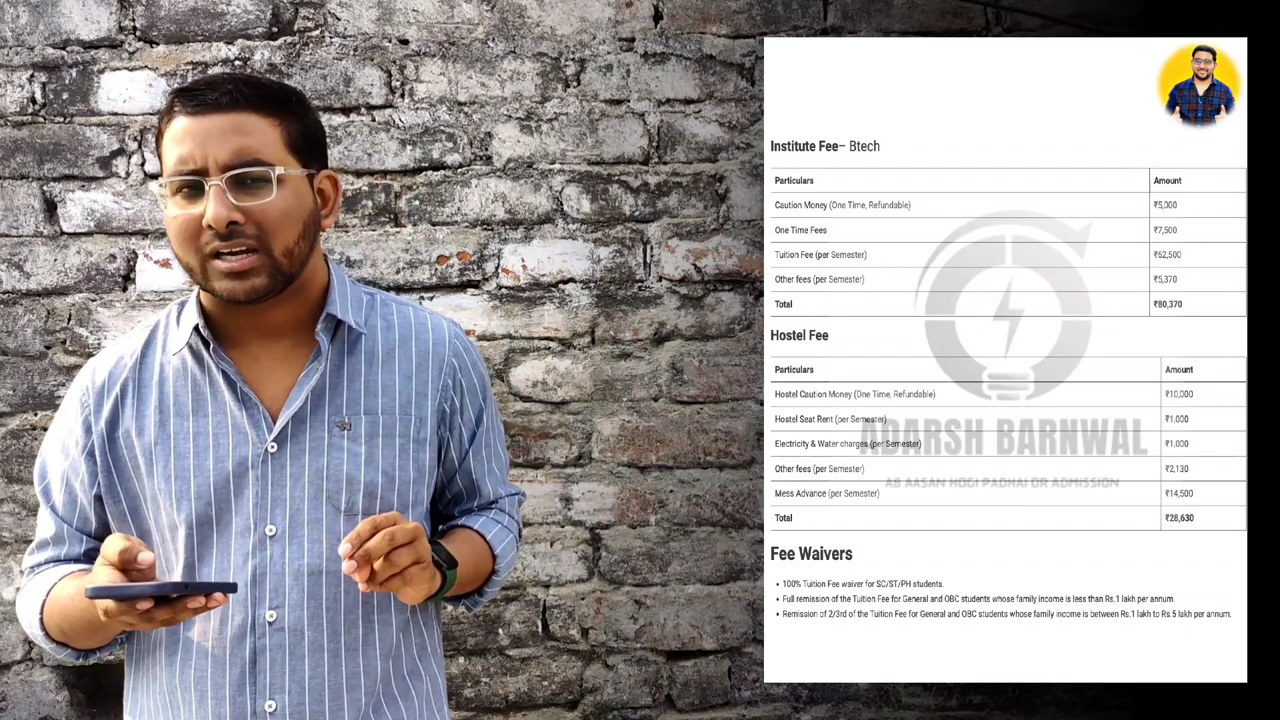 Institute Fee– Btech
Particulars Amount
Caution Money (One Time, Refundable) ₹5,000
One Time Fees ₹7,500
Tuition Fee (per Semester) ₹62,500
Other fees (per Semester) ₹5,370
Total ₹80,370
Hostel Fee
Particulars Amount
Hostel Caution Money (One Time, Refundable) ₹10,000
Hostel Seat Rent (per Semester) ₹1,000
Electricity & Water charges (per Semester) ₹1,000
ADARSH BARNWAL
Other fees (per Semester) ₹2,130
AB AASAN HOGI PADHAI OR ADMISSION
Mess Advance (per Semester) ₹14,500
Total ₹28,630
Fee Waivers
• 100% Tuition Fee waiver for SC/ST/PH students.
• Full remission of the Tuition Fee for General and OBC students whose family income is less than Rs.1 lakh per annum.
• Remission of 2/3rd of the Tuition Fee for General and OBC students whose family income is between Rs.1 lakh to Rs.5 lakh per annum.